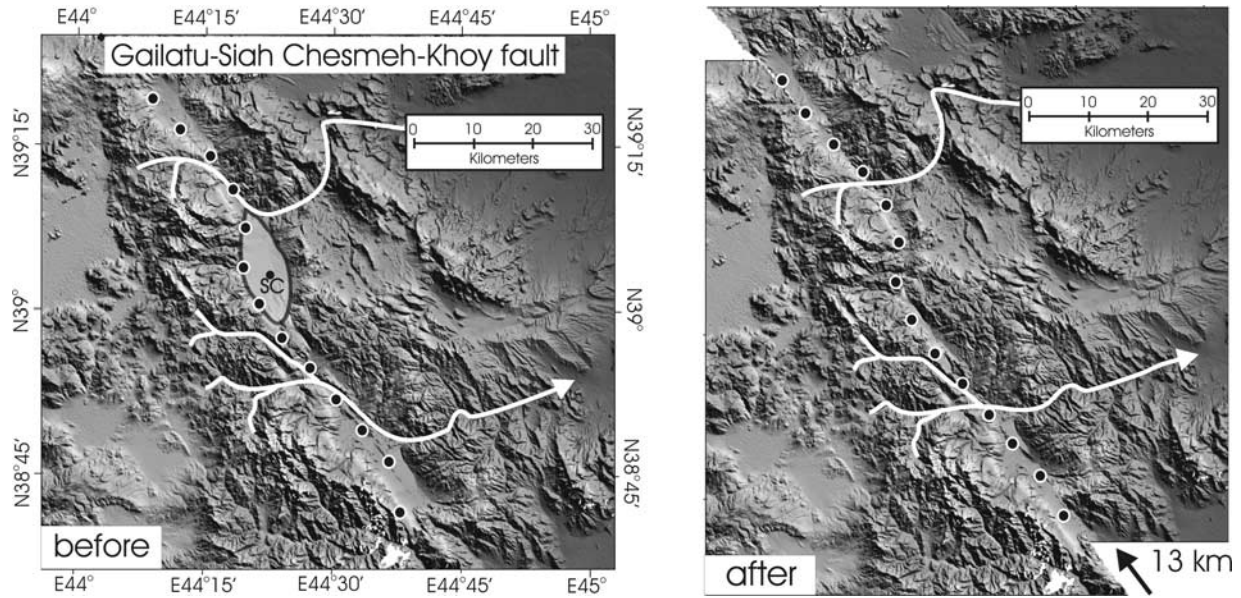 E44° E44°15' E44°30' E44°45' E45°
Gailatu-Siah Chesmeh-Khoy fault
0 10 20 30
Kilometers
N39°15'
N39°15'
SC
N39°
N39°
N38°45'
N38°45'
before
E44° E44°15' E44°30' E44°45' E45°
0 10 20 30
Kilometers
after
13 km